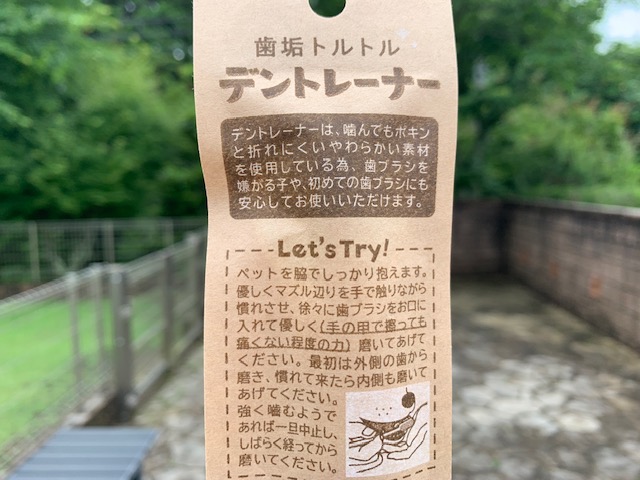 歯垢トルトル
デントレーナー
デントレーナーは、噛んでもポキン
と折れにくいやわらかい素材
を使用している為、歯ブラシを
嫌がる子や、初めての歯ブラシにも
安心してお使いいただけます。
Let'sTry!
ペットを脇でしっかり抱えます。
優しくマズル辺りを手で触りながら
慣れさせ、徐々に歯ブラシをお口に
入れて優しく(手の甲で擦っても
痛くない程度の力)磨いてあげて
ください。最初は外側の歯から
磨き、慣れて来たら内側も磨いて
あげてください。
強く噛むようで
あれば一旦中止し、
しばらく経ってから
磨いてください。